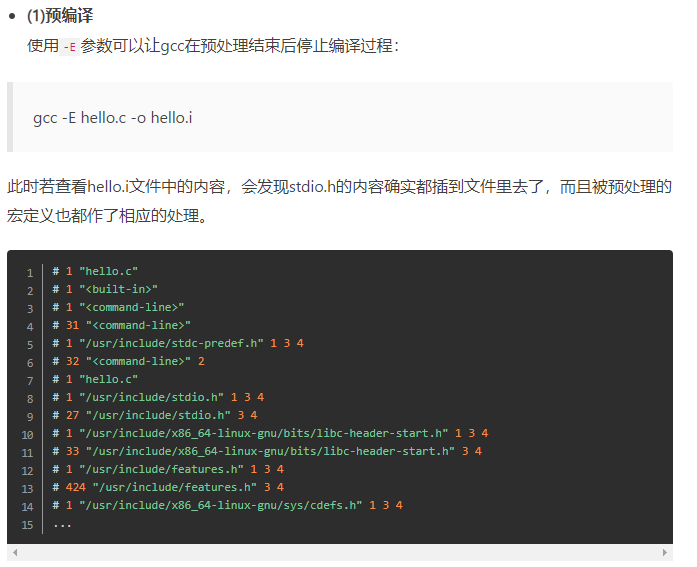 (1)预编译
使用 -E 参数可以让gcc在预处理结束后停止编译过程：
gcc -E hello.c -o hello.i
此时若查看hello.i文件中的内容，会发现stdio.h的内容确实都插到文件里去了，而且被预处理的
宏定义也都作了相应的处理。
1 # 1 "hello.c"
2 # 1 "<built-in>"
3 # 1 "<command-line>"
4 # 31 "<command-line>"
5 # 1 "/usr/include/stdc-predef.h" 1 3 4
6 # 32 "<command-line>" 2
7 # 1 "hello.c"
8 # 1 "/usr/include/stdio.h" 1 3 4
9 # 27 "/usr/include/stdio.h" 3 4
10 # 1 "/usr/include/x86_64-linux-gnu/bits/libc-header-start.h" 1 3 4
11 # 33 "/usr/include/x86_64-linux-gnu/bits/libc-header-start.h" 3 4
12 # 1 "/usr/include/features.h" 1 3 4
13 # 424 "/usr/include/features.h" 3 4
14 # 1 "/usr/include/x86_64-linux-gnu/sys/cdefs.h" 1 3 4
15 ...